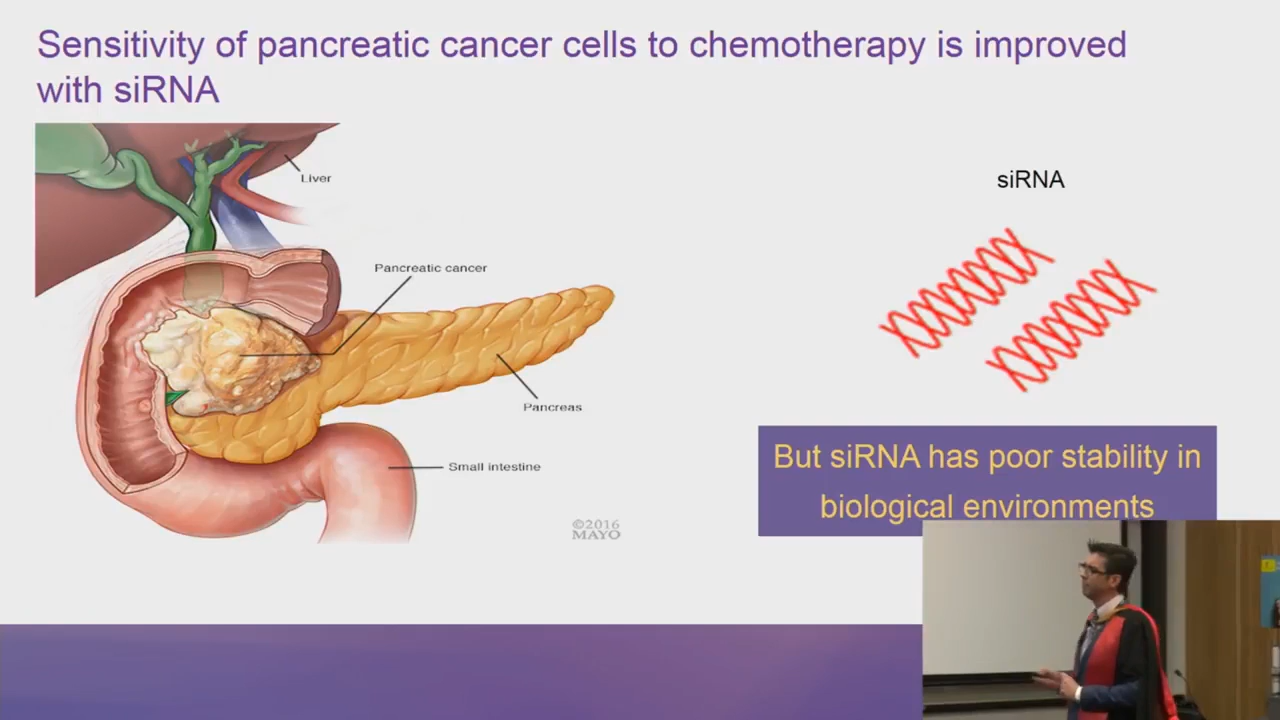 Sensitivity of pancreatic cancer cells to chemotherapy is improved
with siRNA
Liver
siRNA
Pancreatic cancer
Pancreas
But siRNA has poor stability in
biological environments
Small intestine
©2016
MAYO